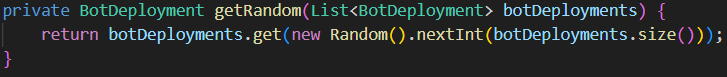 private BotDeployment getRandom(List<BotDeployment> botDeployments) {
    return botDeployments.get(new Random().nextInt(botDeployments.size()));
}